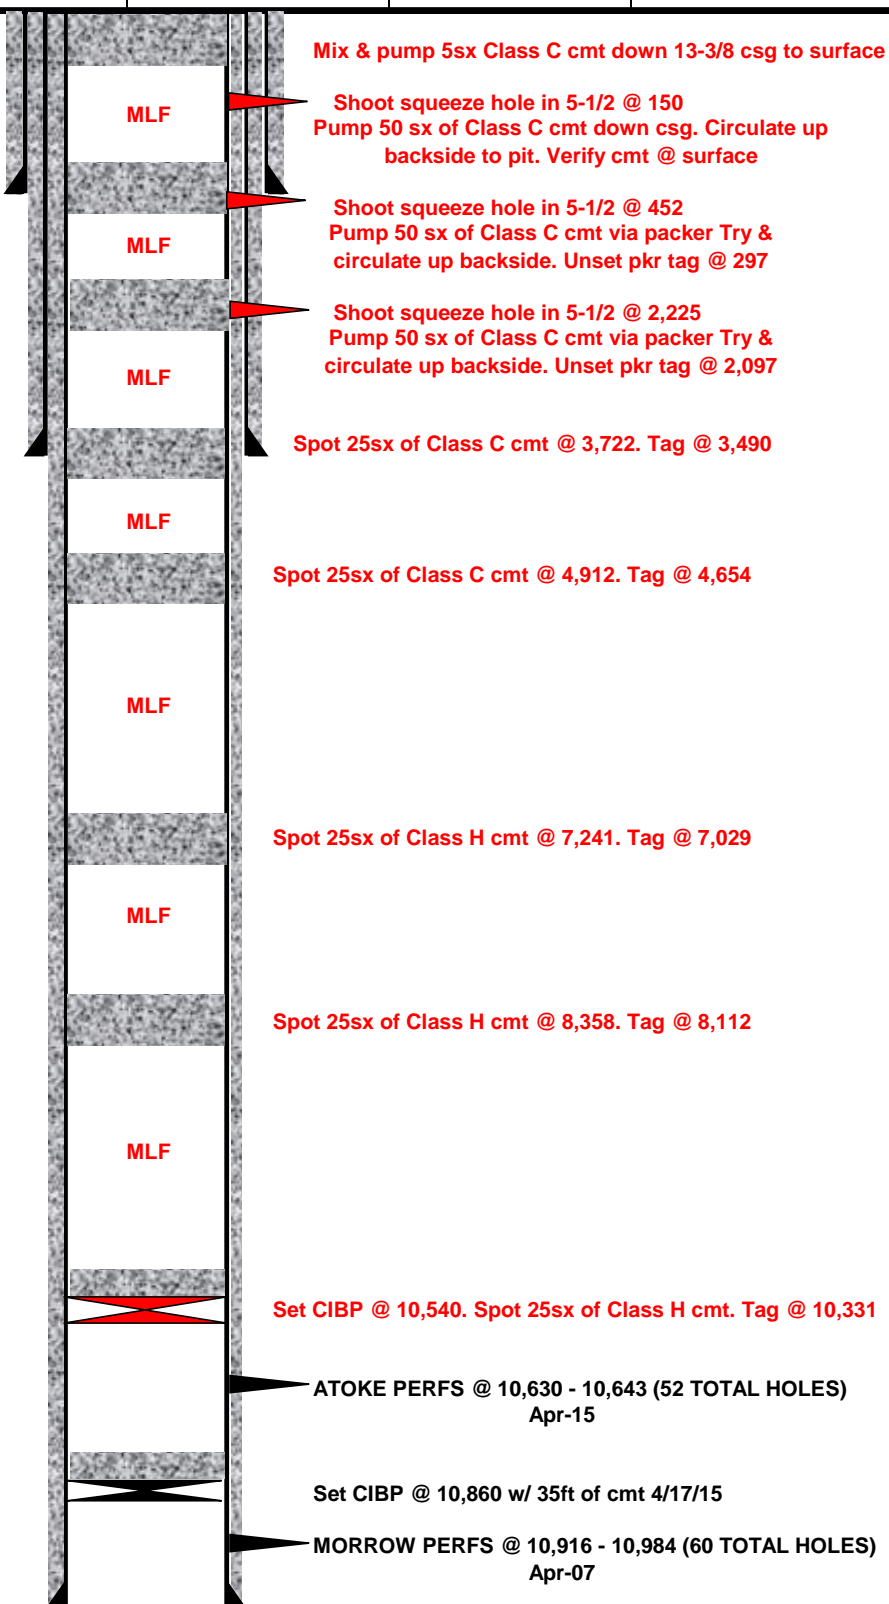 Mix & pump 5sx Class C cmt down 13-3/8 csg to surface
MLF
Shoot squeeze hole in 5-1/2 @ 150
Pump 50 sx of Class C cmt down csg. Circulate up
backside to pit. Verify cmt @ surface
Shoot squeeze hole in 5-1/2 @ 452
MLF
Pump 50 sx of Class C cmt via packer Try &
circulate up backside. Unset pkr tag @ 297
Shoot squeeze hole in 5-1/2 @ 2,225
Pump 50 sx of Class C cmt via packer Try &
circulate up backside. Unset pkr tag @ 2,097
MLF
Spot 25sx of Class C cmt @ 3,722. Tag @ 3,490
MLF
Spot 25sx of Class C cmt @ 4,912. Tag @ 4,654
MLF
Spot 25sx of Class H cmt @ 7,241. Tag @ 7,029
MLF
Spot 25sx of Class H cmt @ 8,358. Tag @ 8,112
MLF
Set CIBP @ 10,540. Spot 25sx of Class H cmt. Tag @ 10,331
ATOKE PERFS @ 10,630 - 10,643 (52 TOTAL HOLES)
Apr-15
Set CIBP @ 10,860 w/ 35ft of cmt 4/17/15
MORROW PERFS @ 10,916 - 10,984 (60 TOTAL HOLES)
Apr-07